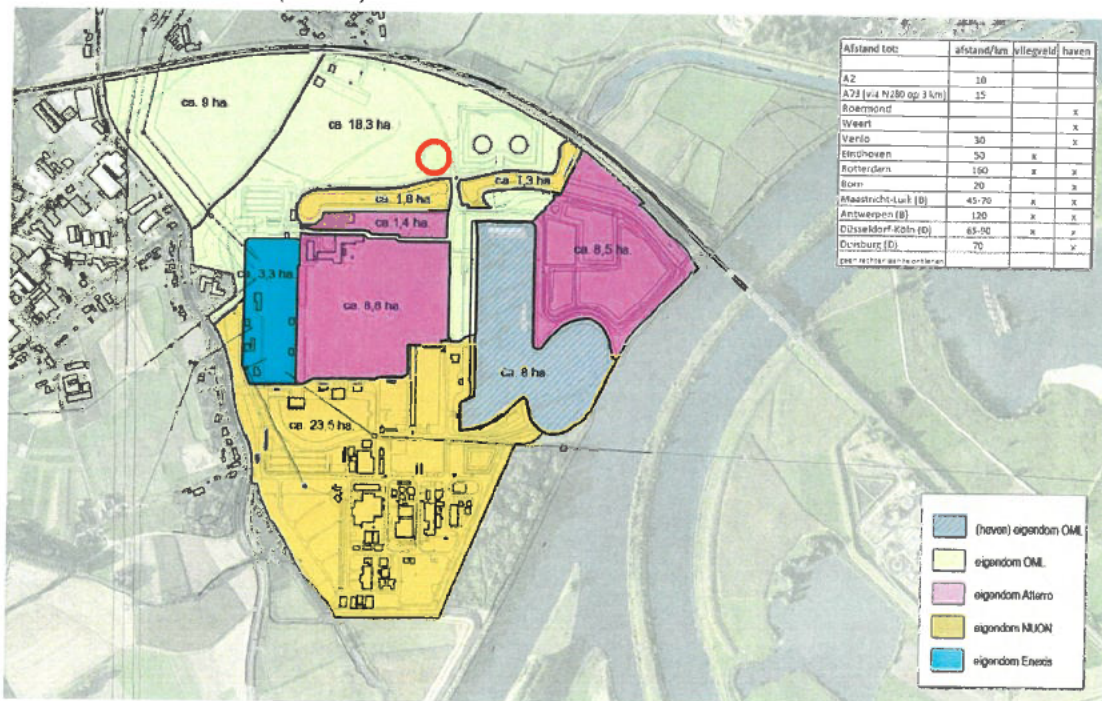 Afstand tot: afstand/km vliegveld haven
A2 10
A73 (via N280 op 3 km) 15
Roermond x
Weert x
Venlo 30 x
Eindhoven 50 x
Rotterdam 160 x x
Born 20 x
Maastricht-Luik (B) 45-70 x x
Antwerpen (B) 120 x x
Düsseldorf-Köln (D) 65-90 x x
Duisburg (D) 70 x
ca. 9 ha.
ca. 18,3 ha.
ca. 1,3 ha
ca. 1,8 ha.
ca. 1,4 ha.
ca. 8,5 ha.
ca. 3,3 ha.
ca. 8,8 ha.
ca. 8 ha.
ca. 23,5 ha.
(haven) eigendom OML
eigendom OML
eigendom Attero
eigendom NUON
eigendom Enexis